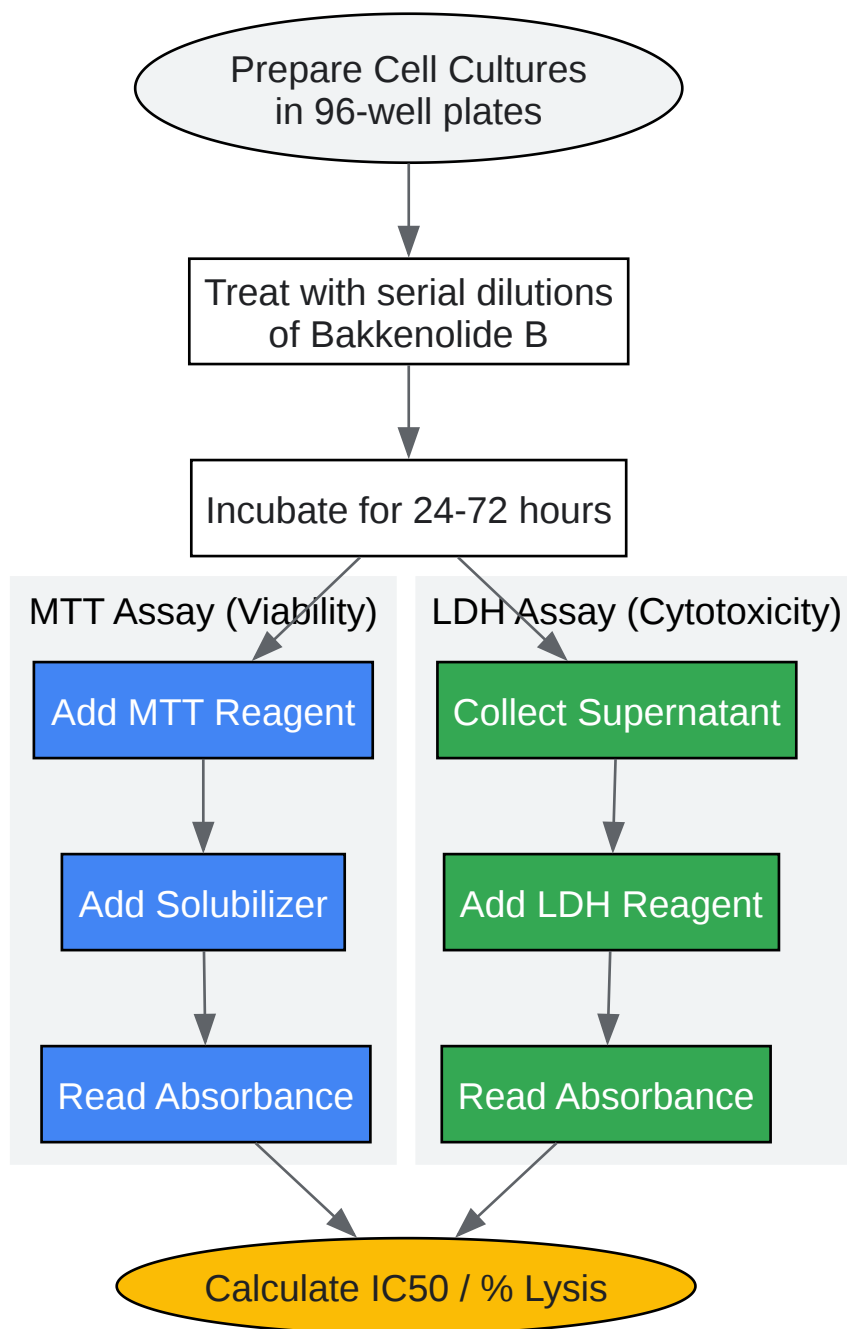 Prepare Cell Cultures
in 96-well plates
Treat with serial dilutions
of Bakkenolide B
Incubate for 24-72 hours
MTT Assay (Viability)
Add MTT Reagent
Add Solubilizer
Read Absorbance
LDH Assay (Cytotoxicity)
Collect Supernatant
Add LDH Reagent
Read Absorbance
Calculate IC50 / % Lysis